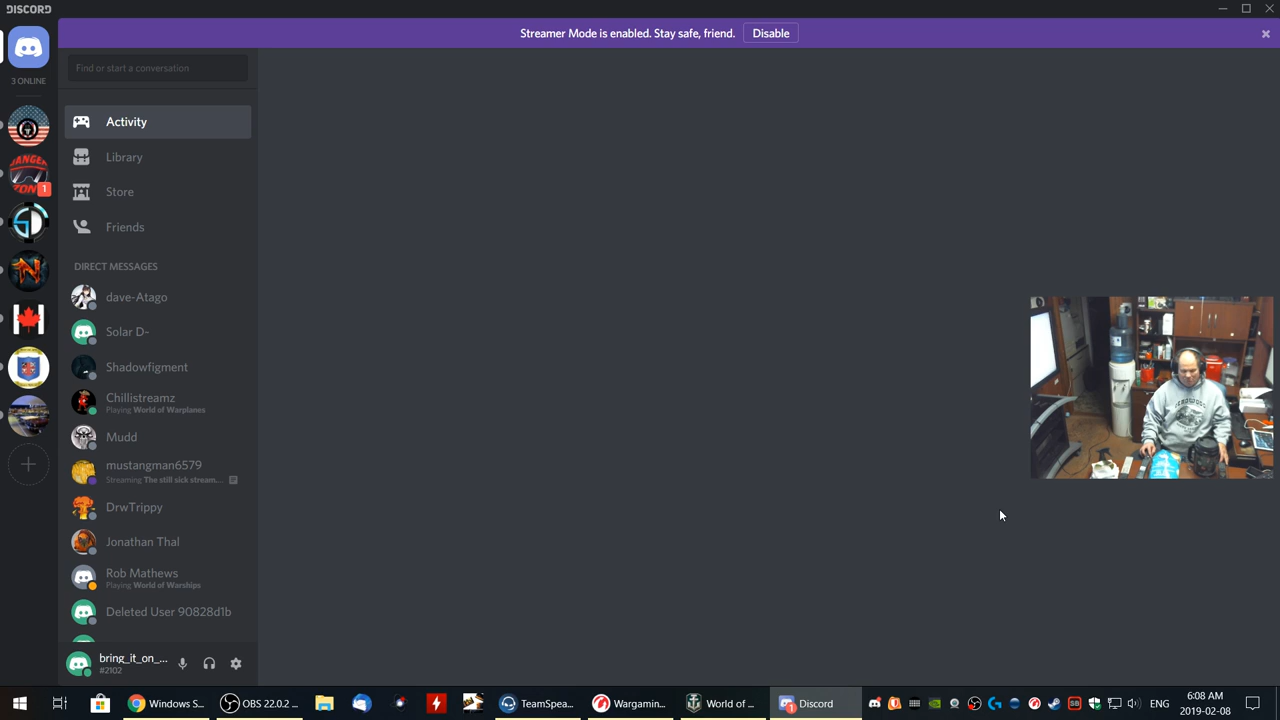 DISCORD
Streamer Mode is enabled. Stay safe, friend.
Disable
3 ONLINE
Find or start a conversation
Activity
Library
Store
Friends
DIRECT MESSAGES
dave-Atago
Solar D-
Shadowfigment
Chillistreamz
Playing World of Warplanes
Mudd
mustangman6579
Streaming The still sick stream...
DrwTrippy
Jonathan Thal
Rob Mathews
Playing World of Warships
Deleted User 90828d1b
bring_it_on_...
#2102
1
Windows S...
OBS 22.0.2 ...
TeamSpea...
Wargamin...
World of ...
Discord
ENG
6:08 AM
2019-02-08